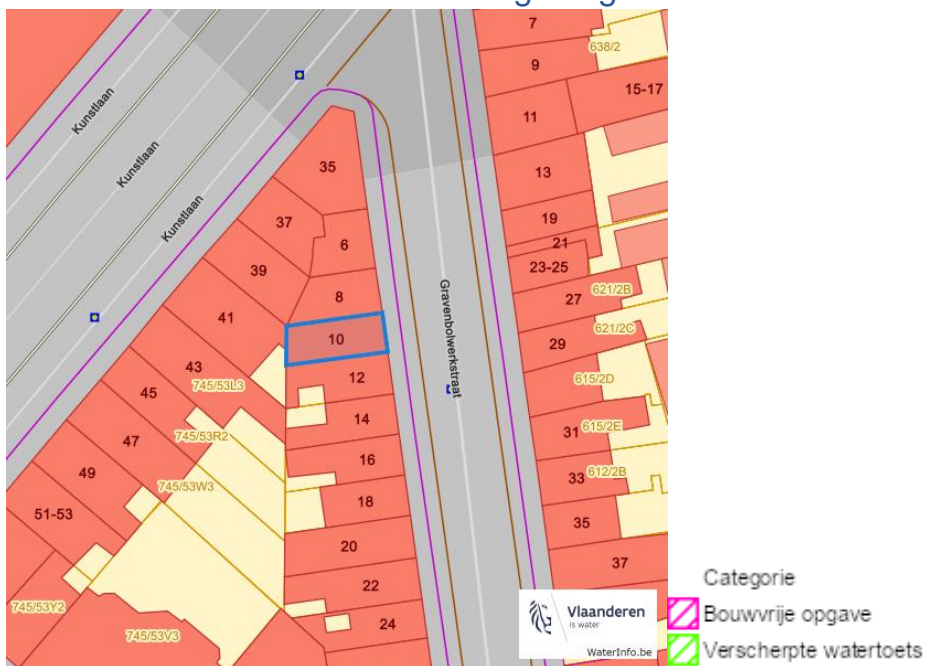 7
638/2
9
15-17
11
Kunstlaan
Kunstlaan
Kunstlaan
35
13
37
6
19
21
39
23-25
8
27
621/2B
Gravenbolwerkstraat
41
10
621/2C
29
43
12
615/2D
745/53L3
45
14
31
615/2E
745/53R2
47
16
33
612/2B
49
745/53W3
18
51-53
35
20
37
22
745/53Y2
24
745/53V3
Vlaanderen
is water
WaterInfo.be
Categorie
Bouwvrije opgave
Verscherpte watertoets